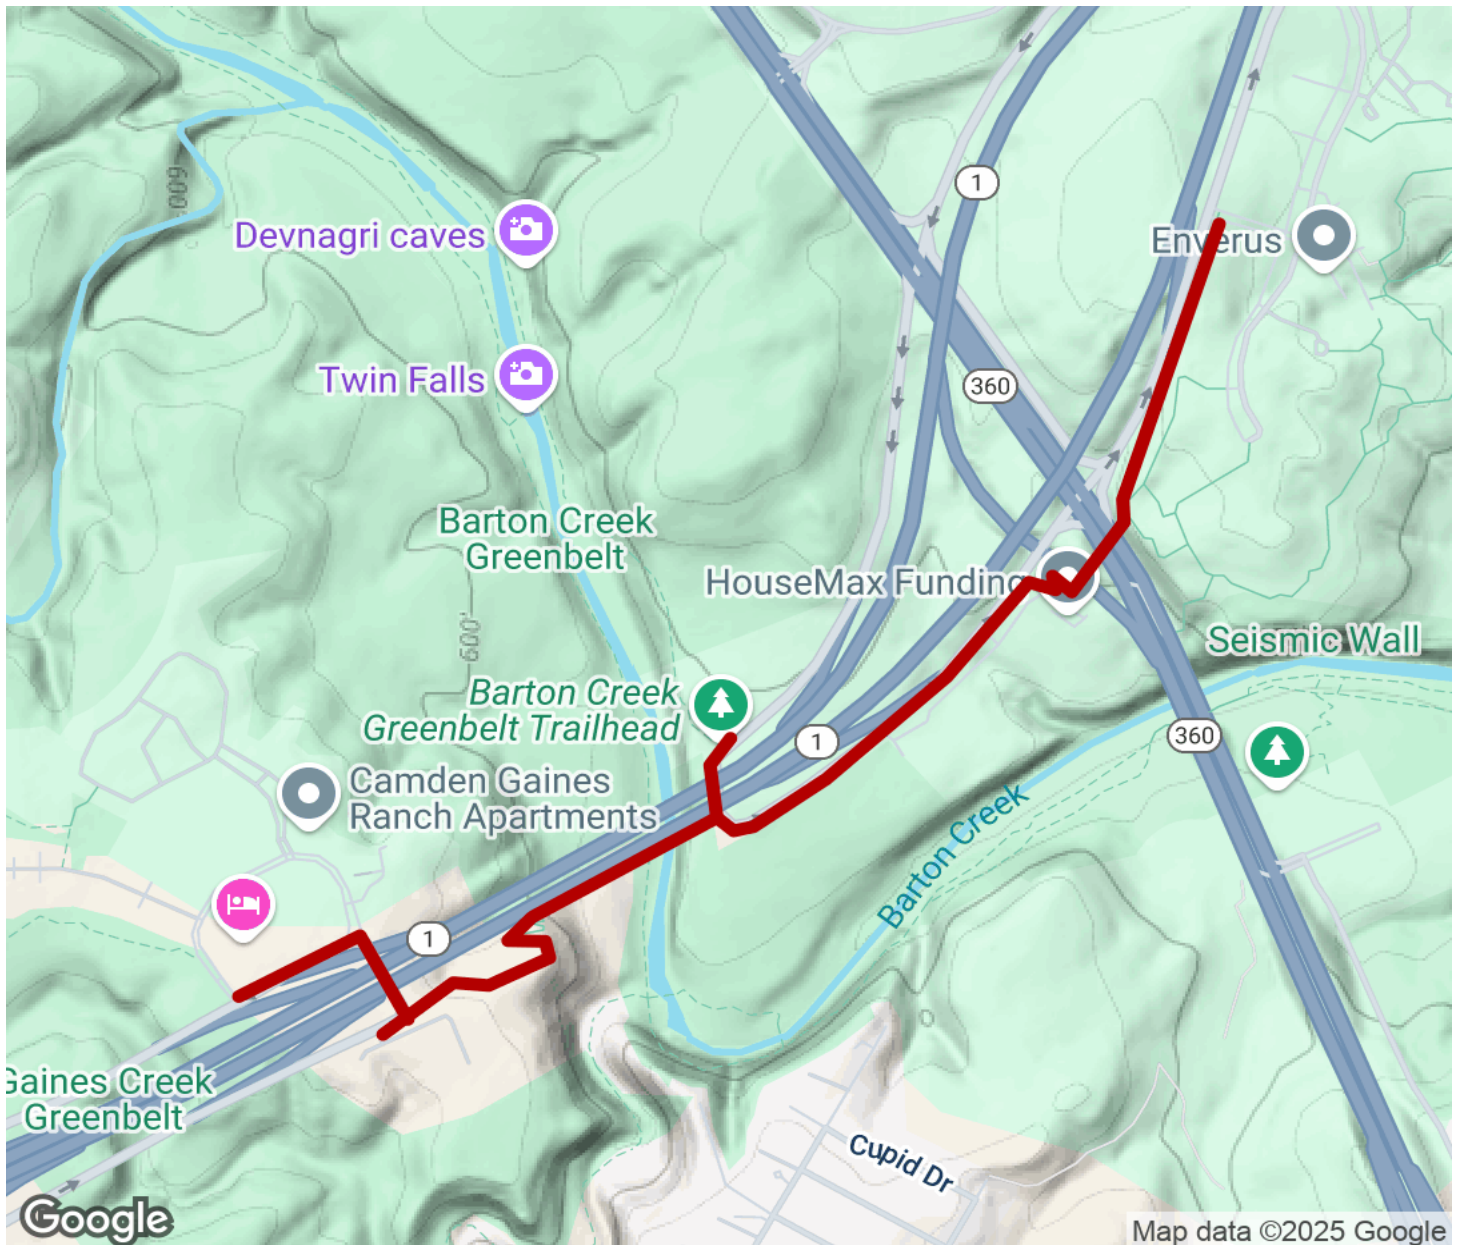 1
600'
Devnagri caves
Enverus
Twin Falls
360
Barton Creek
Greenbelt
HouseMax Funding
600'
Seismic Wall
Barton Creek
Greenbelt Trailhead
1
360
Camden Gaines
Ranch Apartments
Barton Creek
1
Gaines Creek
Greenbelt
Cupid Dr
Google
Map data ©2025 Google